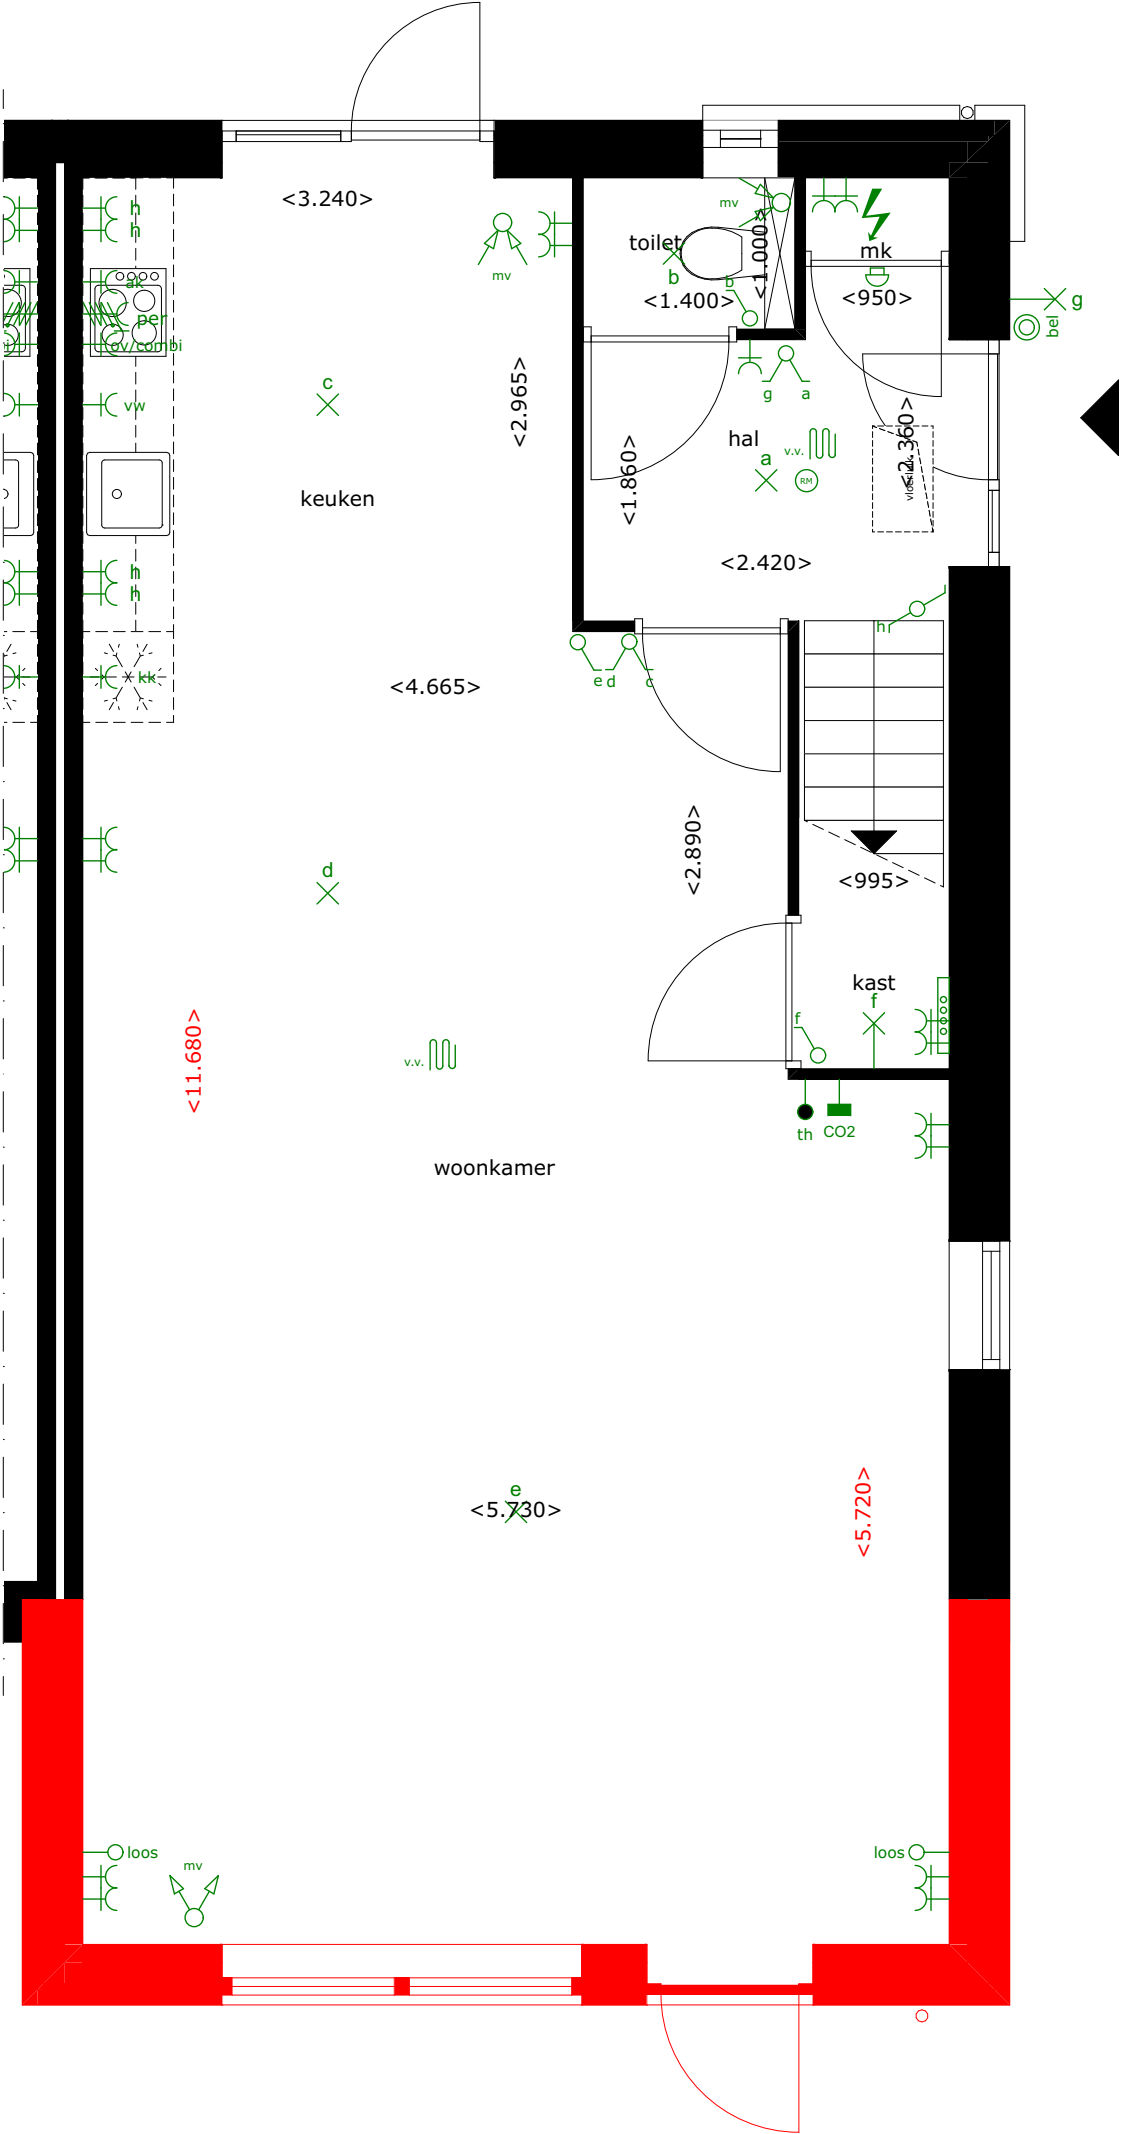 <3.240>
h
h
mv
toilet
b
<1.400>
mv
<1.000>
b
mk
<950>
g
bel
ak
per
ov/combi
vw
c
<2.965>
keuken
g
a
hal
v.v.
a
RM
<1.860>
<2.360>
<2.420>
h
h
h
kk
e
d
c
<4.665>
<2.890>
<995>
d
kast
f
f
<11.680>
v.v.
th
CO2
woonkamer
e
<5.730>
<5.720>
loos
mv
loos